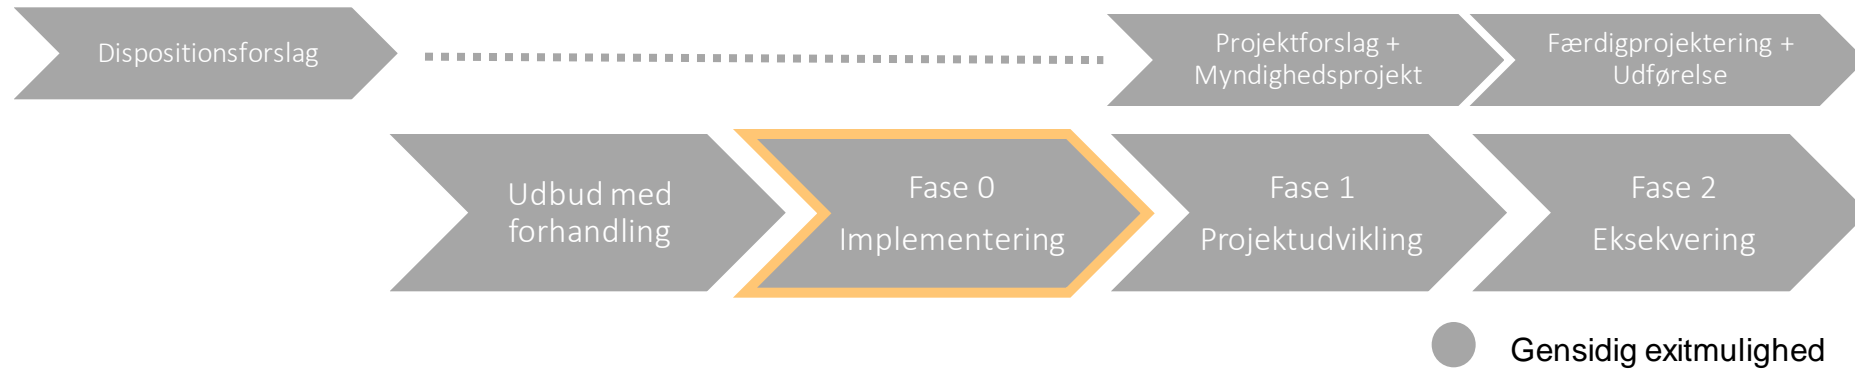 Dispositionsforslag
Projektforslag +
Myndighedsprojekt
Færdigprojektering +
Udførelse
Udbud med
forhandling
Fase 0
Implementering
Fase 1
Projektudvikling
Fase 2
Eksekvering
Gensidig exitmulighed